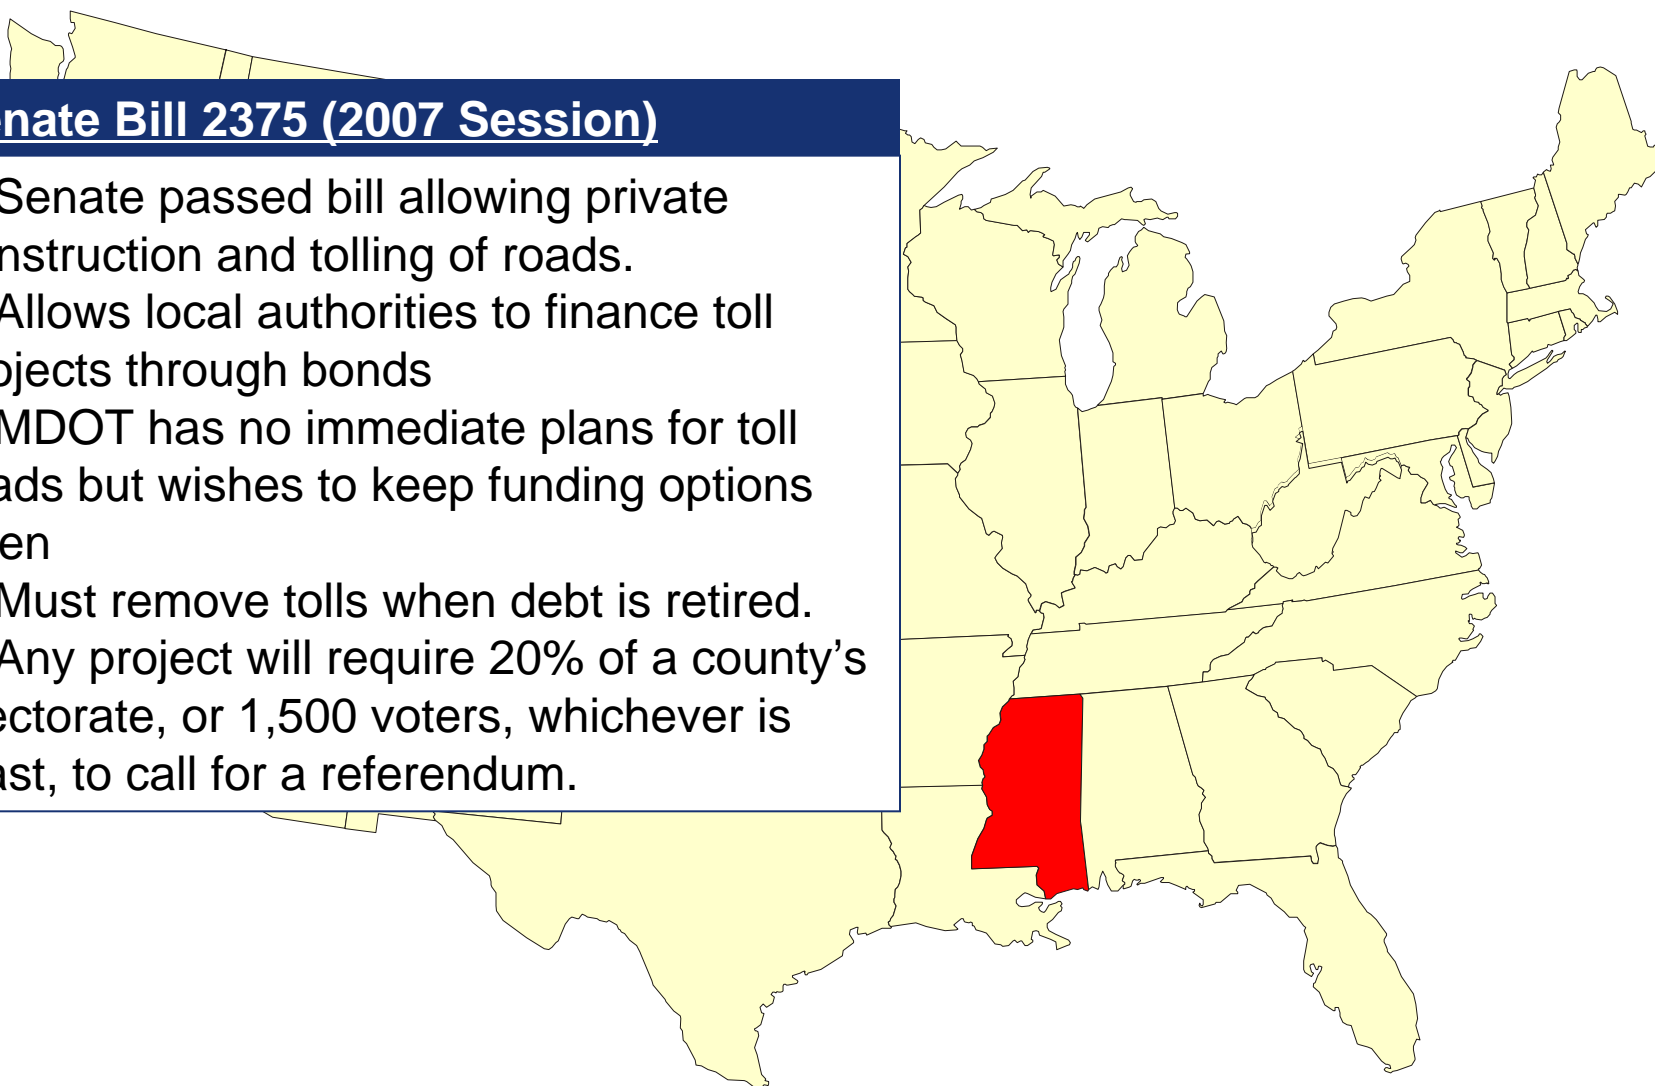 enate Bill 2375 (2007 Session)
Senate passed bill allowing private
nstruction and tolling of roads.
Allows local authorities to finance toll
ojects through bonds
MDOT has no immediate plans for toll
ads but wishes to keep funding options
en
Must remove tolls when debt is retired.
Any project will require 20% of a county’s
ectorate, or 1,500 voters, whichever is
ast, to call for a referendum.